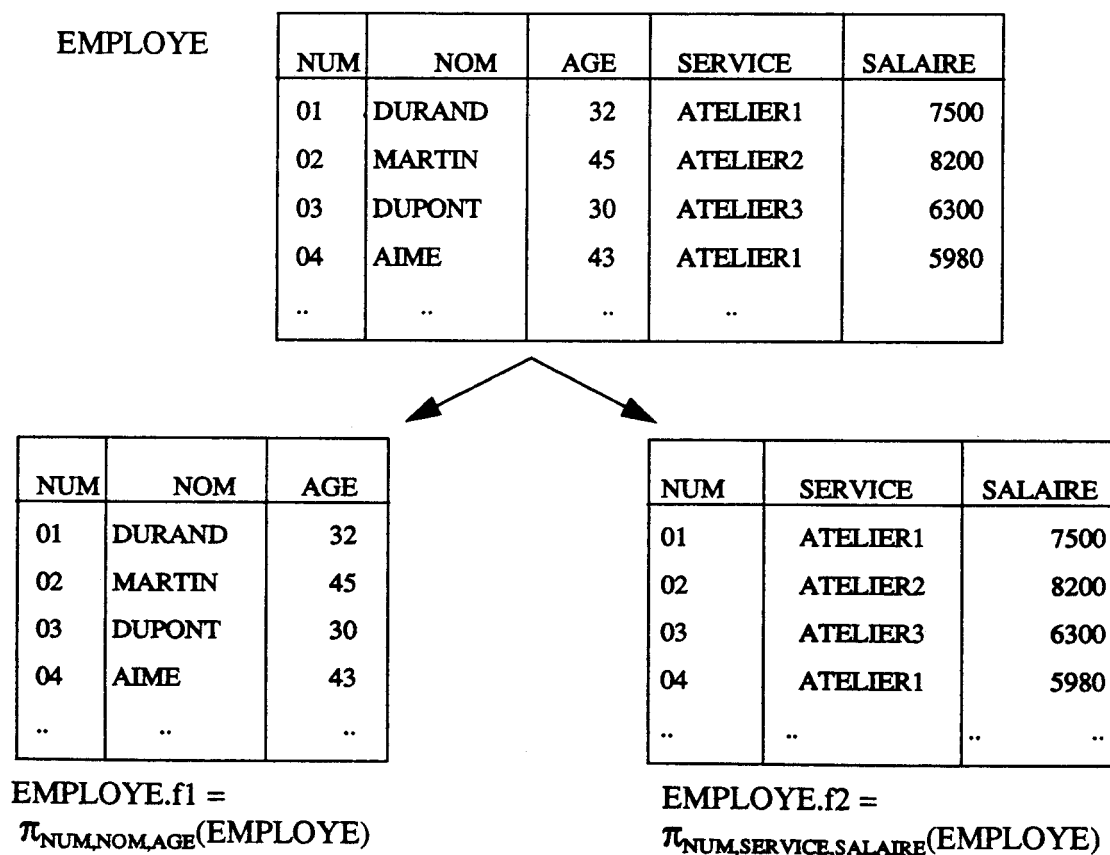 EMPLOYE
NUM NOM AGE SERVICE SALAIRE
01 DURAND 32 ATELIER1 7500
02 MARTIN 45 ATELIER2 8200
03 DUPONT 30 ATELIER3 6300
04 AIME 43 ATELIER1 5980
.. .. .. ..
NUM NOM AGE
01 DURAND 32
02 MARTIN 45
03 DUPONT 30
04 AIME 43
.. .. ..
EMPLOYE.f1 =
π_NUM,NOM,AGE(EMPLOYE)
NUM SERVICE SALAIRE
01 ATELIER1 7500
02 ATELIER2 8200
03 ATELIER3 6300
04 ATELIER1 5980
.. .. .. ..
EMPLOYE.f2 =
π_NUM,SERVICE,SALAIRE(EMPLOYE)